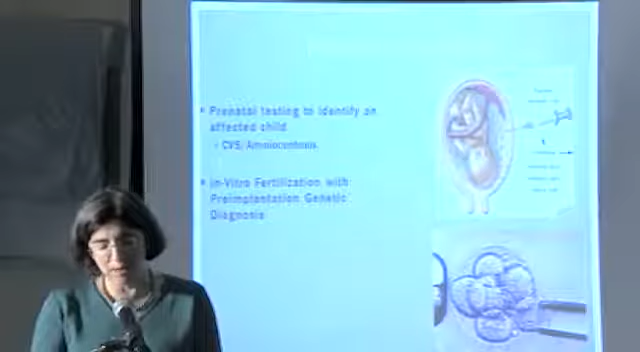 Prenatal testing to identify an
affected child
CVS, Amniocentesis
In-Vitro Fertilization with
Preimplantation Genetic
Diagnosis